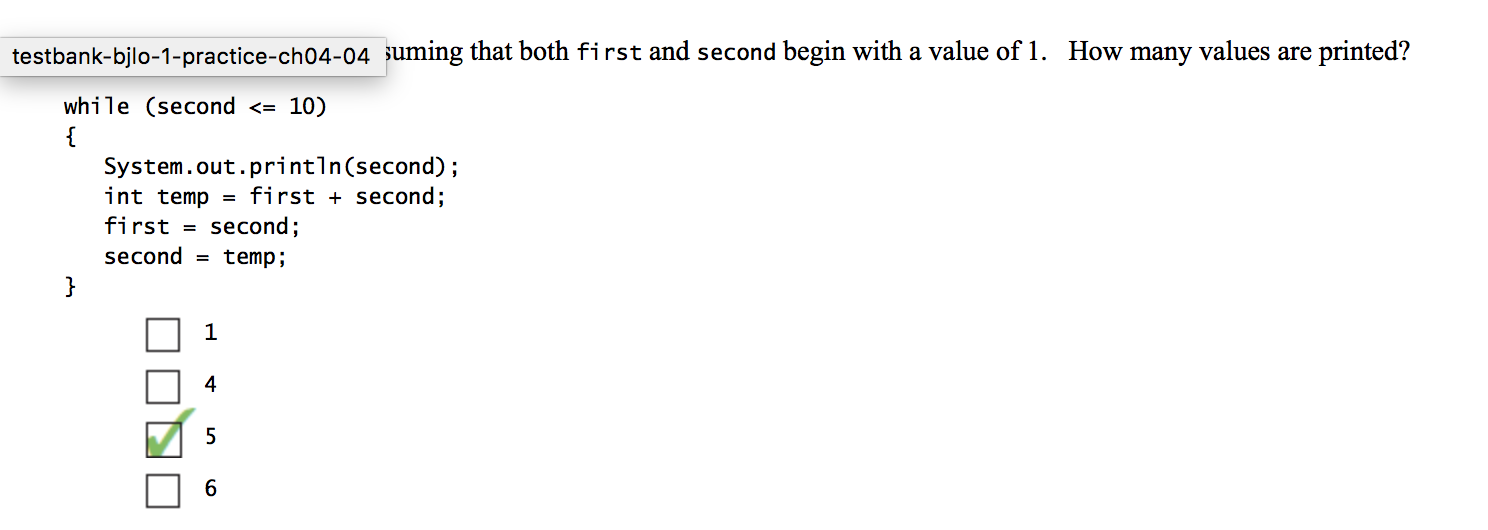 testbank-bjlo-1-practice-ch04-04 suming that both first and second begin with a value of 1. How many values are printed?
while (second <= 10)
{
System.out.println(second);
int temp = first + second;
first = second;
second = temp;
}
1
4
5
6